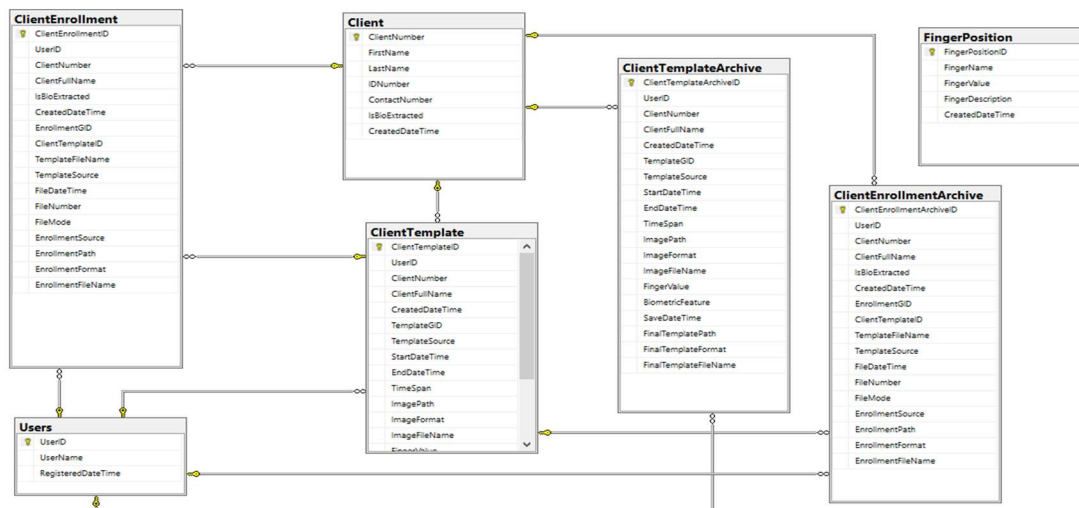 ClientEnrollment
ClientEnrollmentID
UserID
ClientNumber
ClientFullName
IsBioExtracted
CreatedDateTime
EnrollmentGID
ClientTemplateID
TemplateFileName
TemplateSource
FileDateTime
FileNumber
FileMode
EnrollmentSource
EnrollmentPath
EnrollmentFormat
EnrollmentFileName
Client
ClientNumber
FirstName
LastName
IDNumber
ContactNumber
IsBioExtracted
CreatedDateTime
ClientTemplateArchive
ClientTemplateArchiveID
UserID
ClientNumber
ClientFullName
CreatedDateTime
TemplateGID
TemplateSource
StartDateTime
EndDateTime
TimeSpan
ImagePath
ImageFormat
ImageFileName
FingerValue
BiometricFeature
SaveDateTime
FinalTemplatePath
FinalTemplateFormat
FinalTemplateFileName
FingerPosition
FingerPositionID
FingerName
FingerValue
FingerDescription
CreatedDateTime
ClientTemplate
ClientTemplateID
UserID
ClientNumber
ClientFullName
CreatedDateTime
TemplateGID
TemplateSource
StartDateTime
EndDateTime
TimeSpan
ImagePath
ImageFormat
ImageFileName
FingerValue
ClientEnrollmentArchive
ClientEnrollmentArchiveID
UserID
ClientNumber
ClientFullName
IsBioExtracted
CreatedDateTime
EnrollmentGID
ClientTemplateID
TemplateFileName
TemplateSource
FileDateTime
FileNumber
FileMode
EnrollmentSource
EnrollmentPath
EnrollmentFormat
EnrollmentFileName
Users
UserID
UserName
RegisteredDateTime